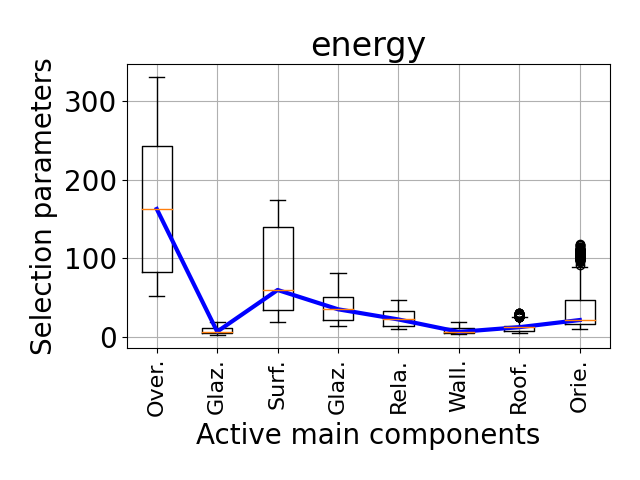 energy
Selection parameters
300
200
100
0
Over.
Glaz.
Surf.
Glaz.
Rela.
Wall.
Roof.
Orie.
Active main components